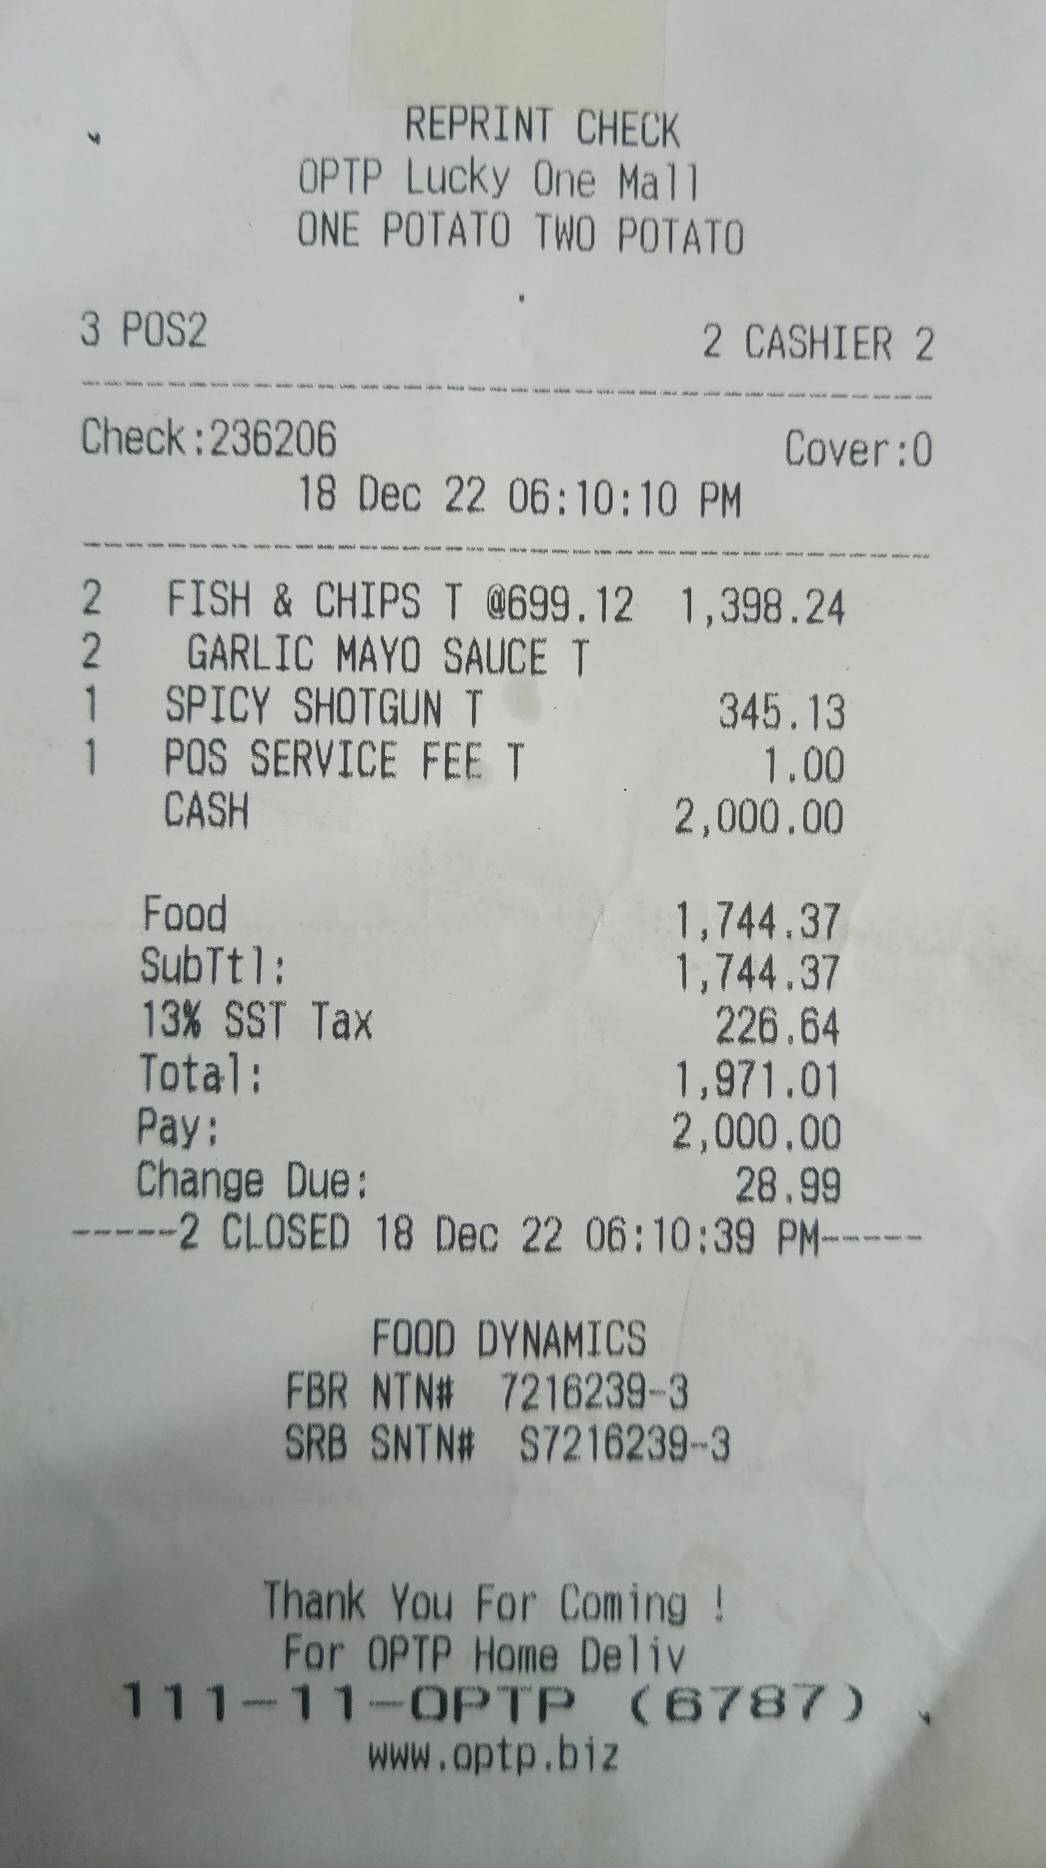 REPRINT CHECK
OPTP Lucky One Mall
ONE POTATO TWO POTATO
3 POS2 2 CASHIER 2
--------------------------------
Check:236206 Cover:0
18 Dec 22 06:10:10 PM
--------------------------------
2 FISH & CHIPS T @699.12 1,398.24
2 GARLIC MAYO SAUCE T
1 SPICY SHOTGUN T 345.13
1 POS SERVICE FEE T 1.00
CASH 2,000.00
Food 1,744.37
SubTtl: 1,744.37
13% SST Tax 226.64
Total: 1,971.01
Pay: 2,000.00
Change Due: 28.99
-----2 CLOSED 18 Dec 22 06:10:39 PM-----
FOOD DYNAMICS
FBR NTN# 7216239-3
SRB SNTN# S7216239-3
Thank You For Coming !
For OPTP Home Deliv
111-11-OPTP (6787)
www.optp.biz